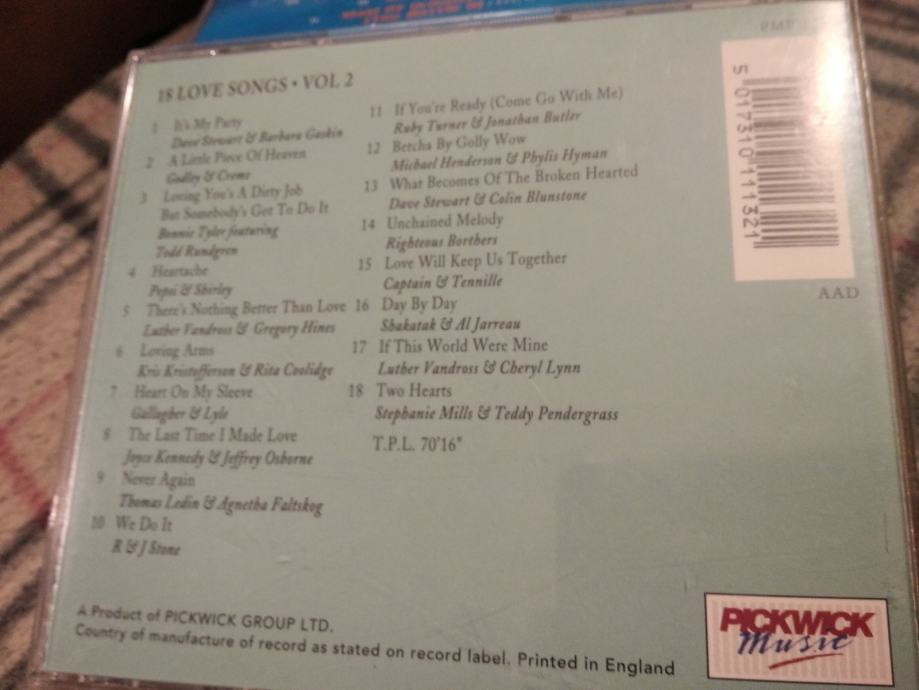 18 LOVE SONGS • VOL 2
1 It's My Party
Dave Stewart & Barbara Gaskin
2 A Little Piece Of Heaven
Godley & Creme
3 Loving You's A Dirty Job
But Somebody's Got To Do It
Bonnie Tyler featuring
Todd Rundgren
4 Heartache
Pepsi & Shirley
5 There's Nothing Better Than Love
Luther Vandross & Gregory Hines
6 Loving Arms
Kris Kristofferson & Rita Coolidge
7 Heart On My Sleeve
Gallagher & Lyle
8 The Last Time I Made Love
Joyce Kennedy & Jeffrey Osborne
9 Never Again
Thomas Ledin & Agnetha Faltskog
10 We Do It
R & J Stone
11 If You're Ready (Come Go With Me)
Ruby Turner & Jonathan Butler
12 Betcha By Golly Wow
Michael Henderson & Phylis Hyman
13 What Becomes Of The Broken Hearted
Dave Stewart & Colin Blunstone
14 Unchained Melody
Righteous Borthers
15 Love Will Keep Us Together
Captain & Tennille
16 Day By Day
Shakatak & Al Jarreau
17 If This World Were Mine
Luther Vandross & Cheryl Lynn
18 Two Hearts
Stephanie Mills & Teddy Pendergrass
T.P.L. 70'16"
PMP
5 017310 111321
AAD
A Product of PICKWICK GROUP LTD.
Country of manufacture of record as stated on record label. Printed in England
PICKWICK
Music